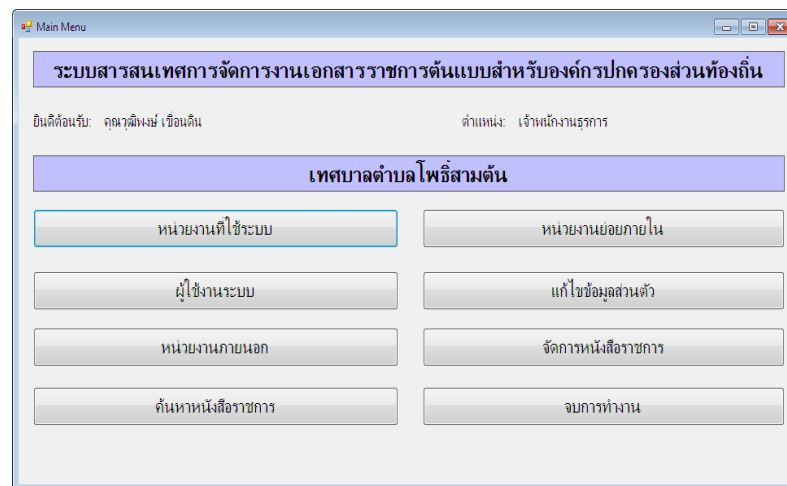 Main Menu
ระบบสารสนเทศการจัดการงานเอกสารราชการต้นแบบสำหรับองค์กรปกครองส่วนท้องถิ่น
ยินดีต้อนรับ: คุณวุฒิพงษ์ เขื่อนดิน ตำแหน่ง: เจ้าพนักงานธุรการ
เทศบาลตำบลโพธิ์สามต้น
หน่วยงานที่ใช้ระบบ หน่วยงานย่อยภายใน
ผู้ใช้งานระบบ แก้ไขข้อมูลส่วนตัว
หน่วยงานภายนอก จัดการหนังสือราชการ
ค้นหาหนังสือราชการ จบการทำงาน